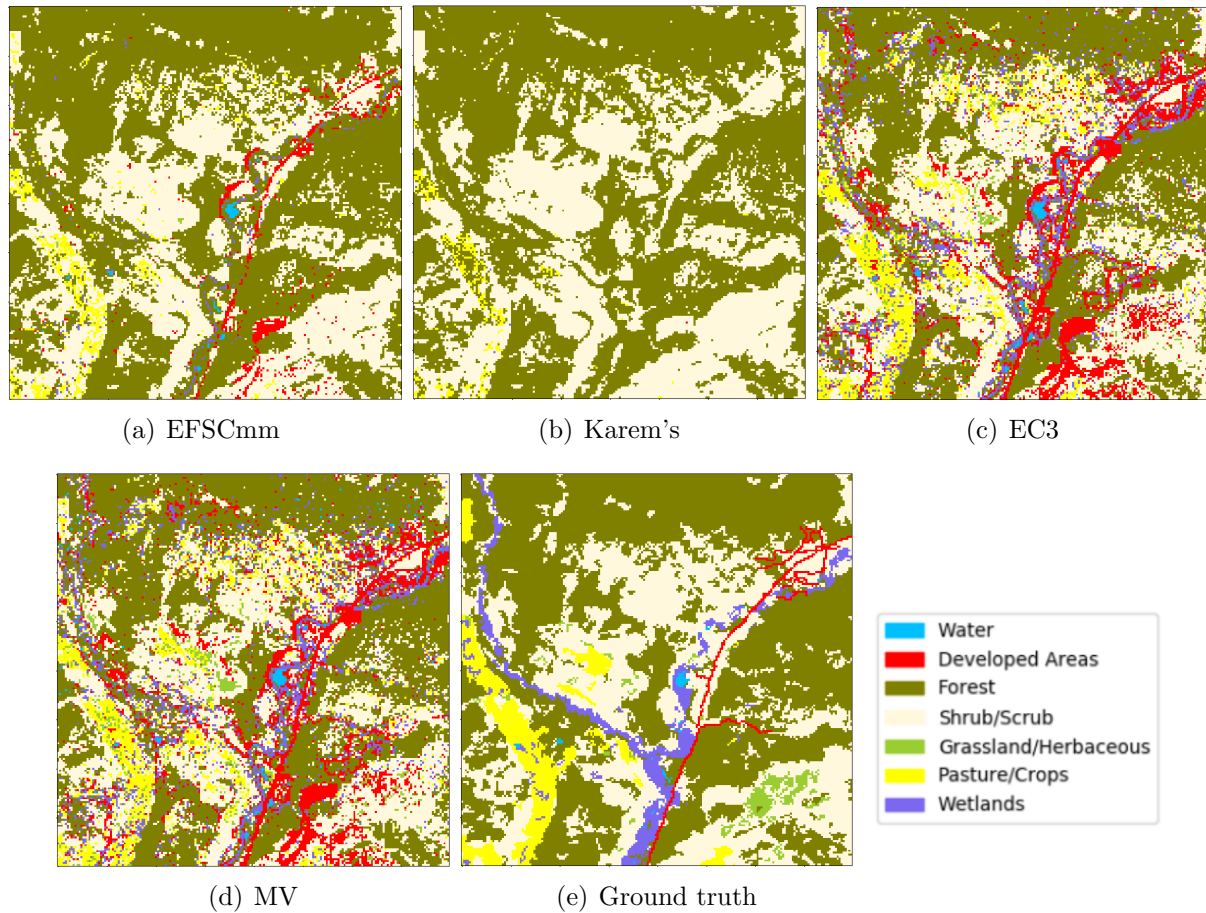 (a) EFSCmm
(b) Karem's
(c) EC3
(d) MV
(e) Ground truth
Water
Developed Areas
Forest
Shrub/Scrub
Grassland/Herbaceous
Pasture/Crops
Wetlands